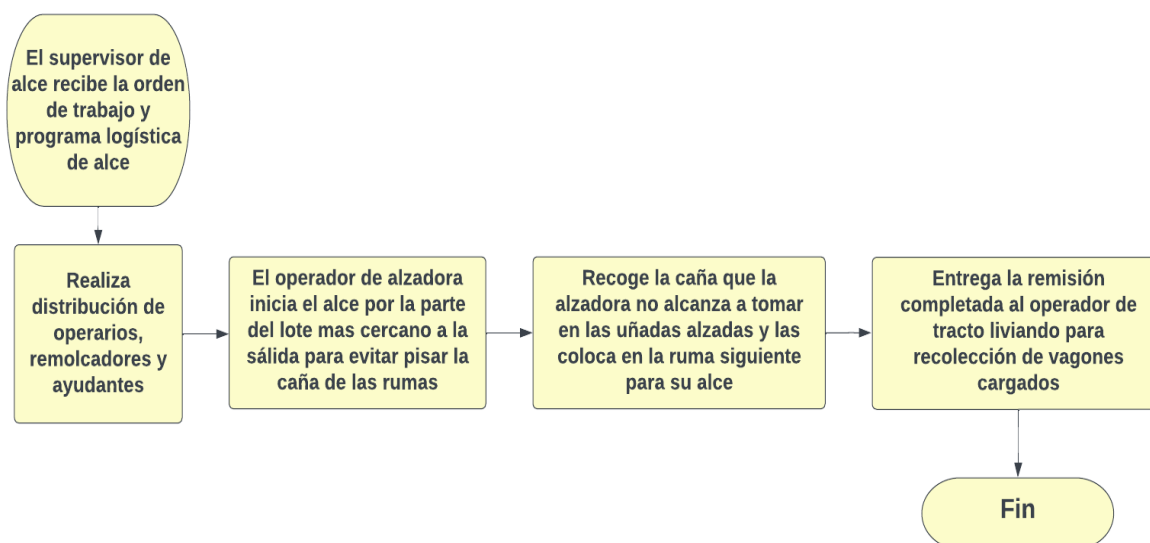 El supervisor de
alce recibe la orden
de trabajo y
programa logística
de alce
Realiza
distribución de
operarios,
remolcadores y
ayudantes
El operador de alzadora
inicia el alce por la parte
del lote mas cercano a la
sálida para evitar pisar la
caña de las rumas
Recoge la caña que la
alzadora no alcanza a tomar
en las uñadas alzadas y las
coloca en la ruma siguiente
para su alce
Entrega la remisión
completada al operador de
tracto liviando para
recolección de vagones
cargados
Fin